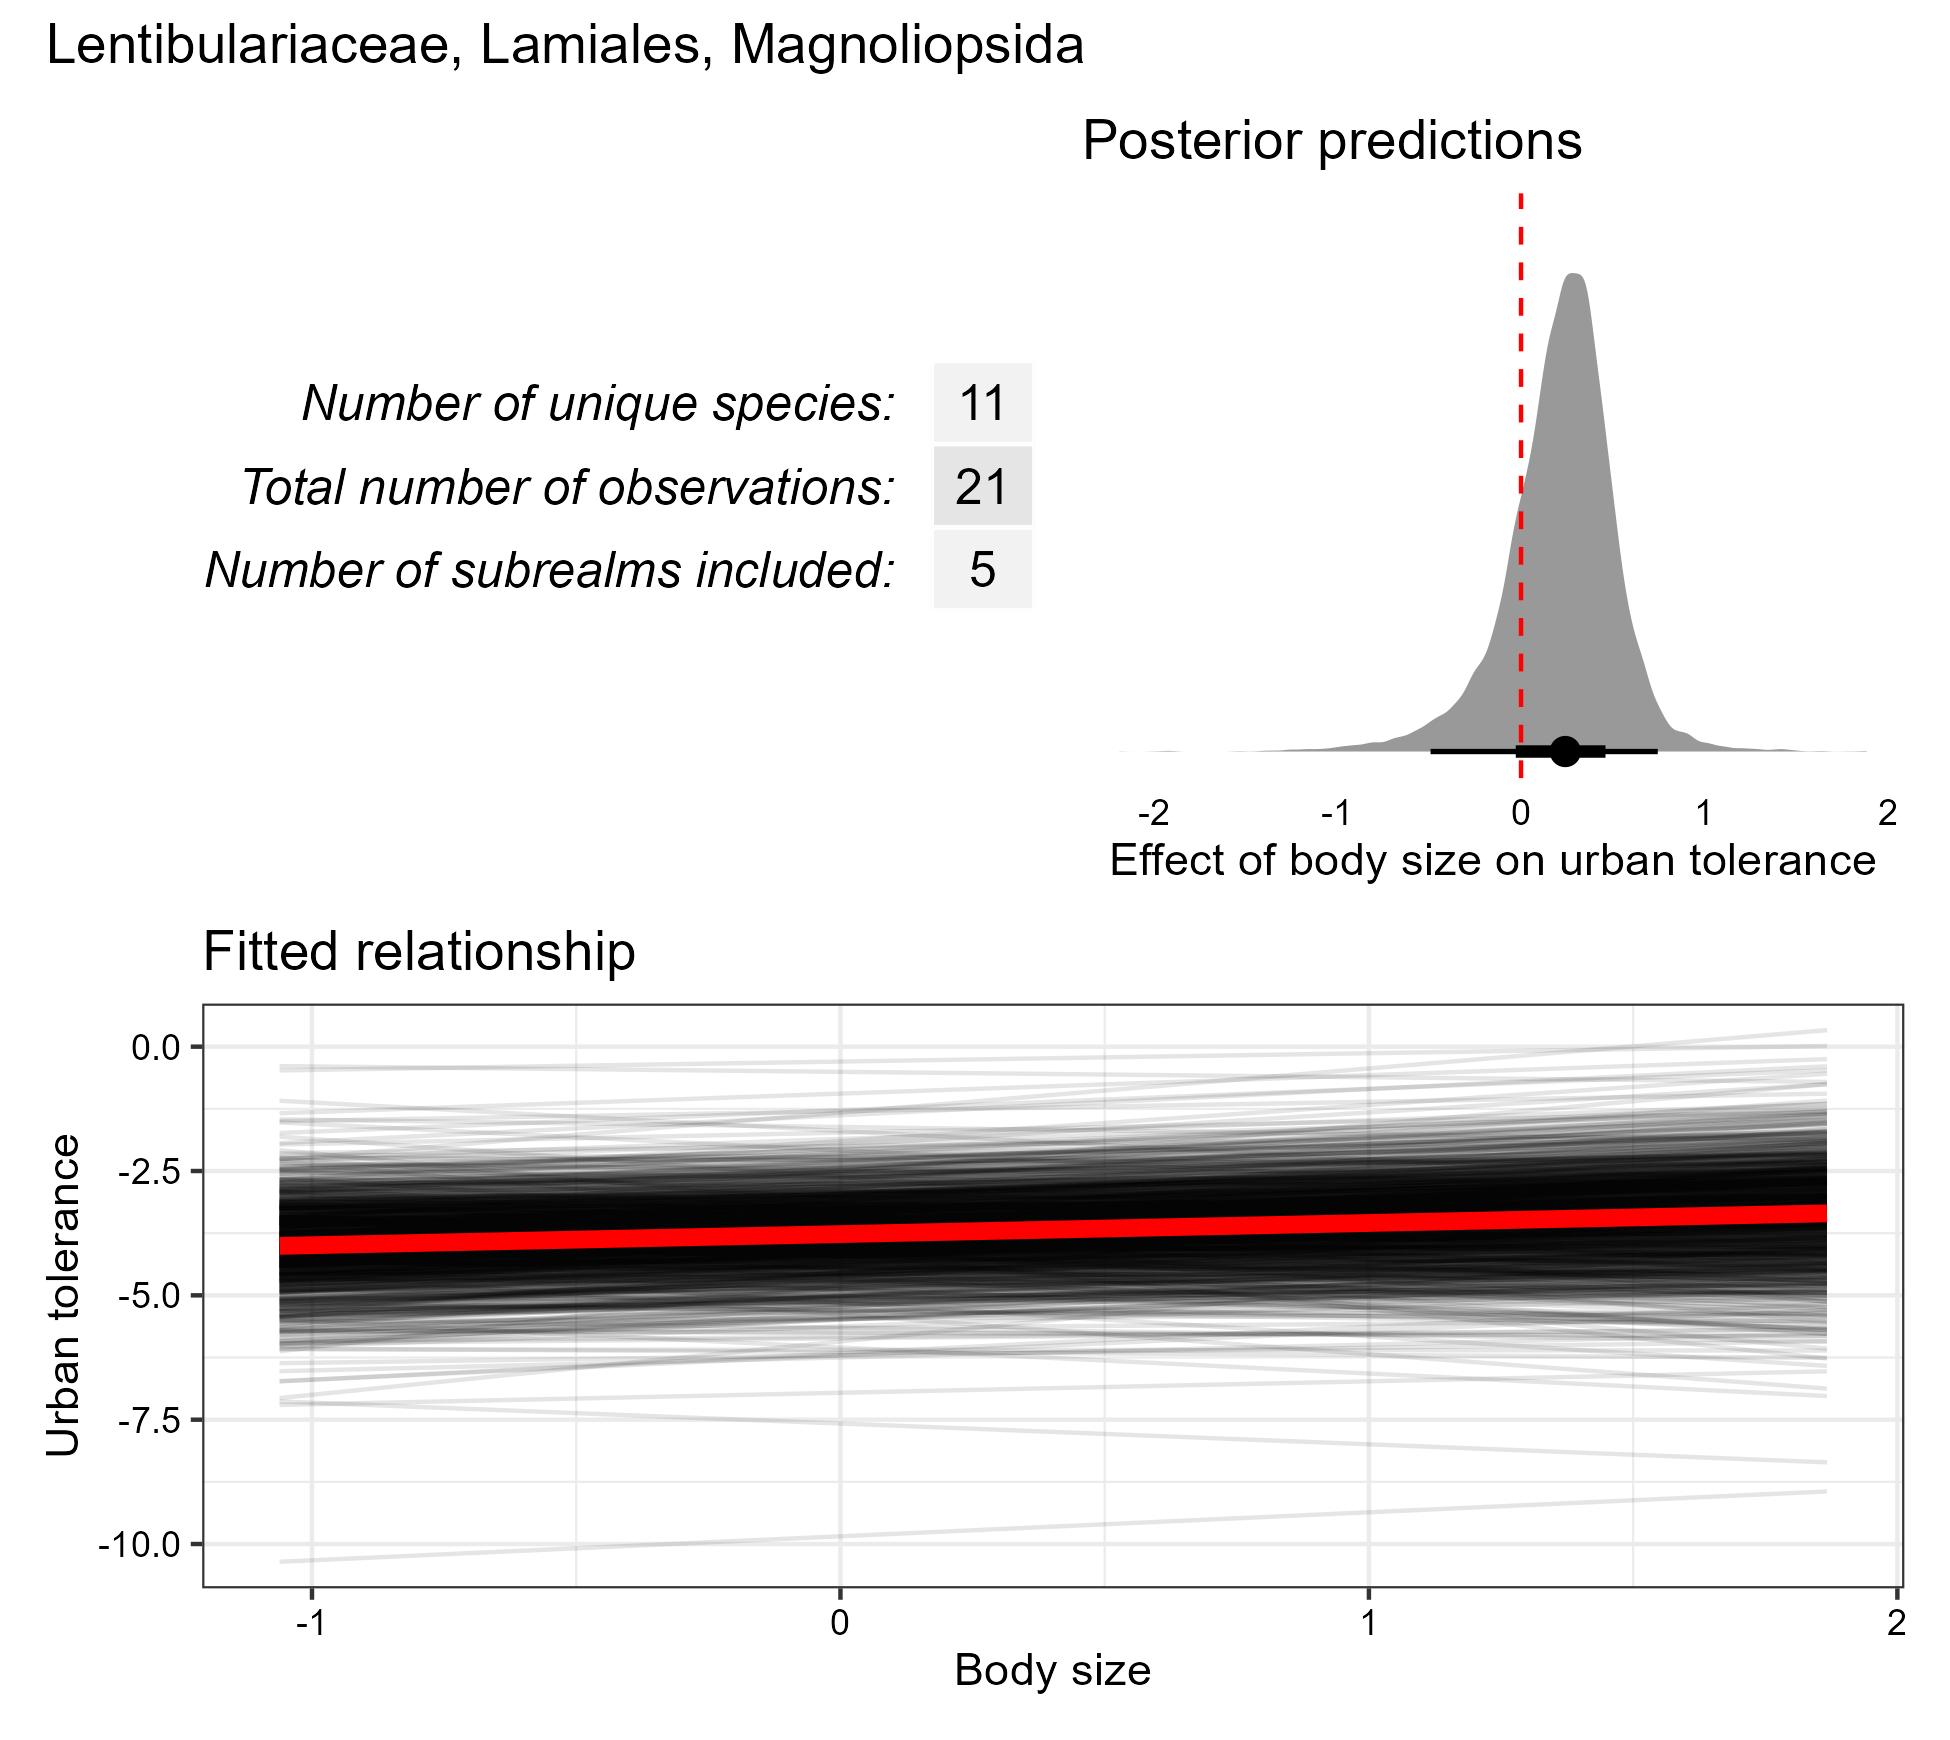 Lentibulariaceae, Lamiales, Magnoliopsida
Posterior predictions
Number of unique species: 11
Total number of observations: 21
Number of subrealms included: 5
-2 -1 0 1 2
Effect of body size on urban tolerance
Fitted relationship
Urban tolerance
0.0
-2.5
-5.0
-7.5
-10.0
-1 0 1 2
Body size